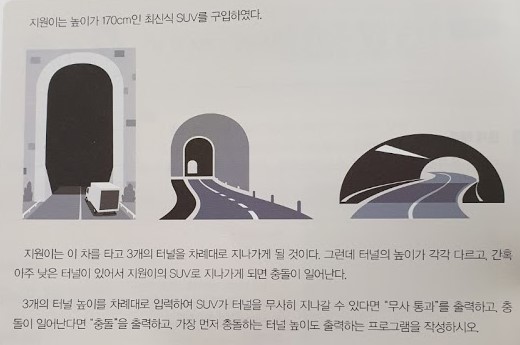 지원이는 높이가 170cm인 최신식 SUV를 구입하였다.
지원이는 이 차를 타고 3개의 터널을 차례대로 지나가게 될 것이다. 그런데 터널의 높이가 각각 다르고, 간혹
아주 낮은 터널이 있어서 지원이의 SUV로 지나가게 되면 충돌이 일어난다.
3개의 터널 높이를 차례대로 입력하여 SUV가 터널을 무사히 지나갈 수 있다면 "무사 통과"를 출력하고, 충
돌이 일어난다면 "충돌"을 출력하고, 가장 먼저 충돌하는 터널 높이도 출력하는 프로그램을 작성하시오.